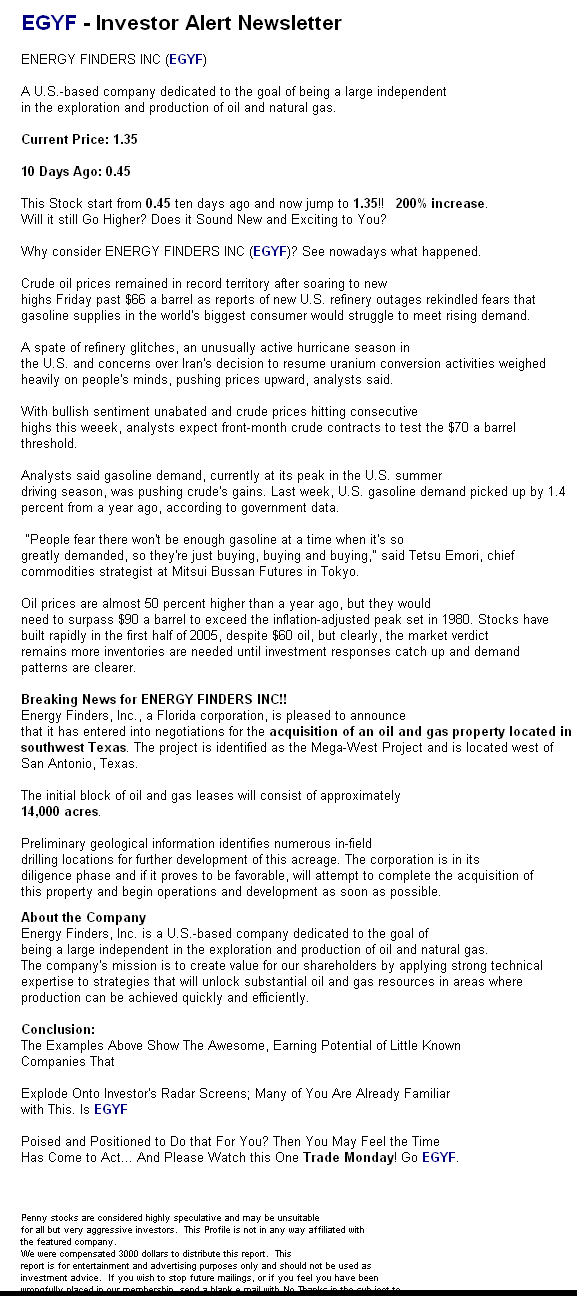 EGYF - Investor Alert Newsletter
ENERGY FINDERS INC (EGYF)
A U.S.-based company dedicated to the goal of being a large independent
in the exploration and production of oil and natural gas.
Current Price: 1.35
10 Days Ago: 0.45
This Stock start from 0.45 ten days ago and now jump to 1.35!! 200% increase.
Will it still Go Higher? Does it Sound New and Exciting to You?
Why consider ENERGY FINDERS INC (EGYF)? See nowadays what happened.
Crude oil prices remained in record territory after soaring to new
highs Friday past $66 a barrel as reports of new U.S. refinery outages rekindled fears that
gasoline supplies in the world's biggest consumer would struggle to meet rising demand.
A spate of refinery glitches, an unusually active hurricane season in
the U.S. and concerns over Iran's decision to resume uranium conversion activities weighed
heavily on people's minds, pushing prices upward, analysts said.
With bullish sentiment unabated and crude prices hitting consecutive
highs this weeek, analysts expect front-month crude contracts to test the $70 a barrel
threshold.
Analysts said gasoline demand, currently at its peak in the U.S. summer
driving season, was pushing crude's gains. Last week, U.S. gasoline demand picked up by 1.4
percent from a year ago, according to government data.
"People fear there won't be enough gasoline at a time when it's so
greatly demanded, so they're just buying, buying and buying," said Tetsu Emori, chief
commodities strategist at Mitsui Bussan Futures in Tokyo.
Oil prices are almost 50 percent higher than a year ago, but they would
need to surpass $90 a barrel to exceed the inflation-adjusted peak set in 1980. Stocks have
built rapidly in the first half of 2005, despite $60 oil, but clearly, the market verdict
remains more inventories are needed until investment responses catch up and demand
patterns are clearer.
Breaking News for ENERGY FINDERS INC!!
Energy Finders, Inc., a Florida corporation, is pleased to announce
that it has entered into negotiations for the acquisition of an oil and gas property located in
southwest Texas. The project is identified as the Mega-West Project and is located west of
San Antonio, Texas.
The initial block of oil and gas leases will consist of approximately
14,000 acres.
Preliminary geological information identifies numerous in-field
drilling locations for further development of this acreage. The corporation is in its
diligence phase and if it proves to be favorable, will attempt to complete the acquisition of
this property and begin operations and development as soon as possible.
About the Company
Energy Finders, Inc. is a U.S.-based company dedicated to the goal of
being a large independent in the exploration and production of oil and natural gas.
The company's mission is to create value for our shareholders by applying strong technical
expertise to strategies that will unlock substantial oil and gas resources in areas where
production can be achieved quickly and efficiently.
Conclusion:
The Examples Above Show The Awesome, Earning Potential of Little Known
Companies That
Explode Onto Investor's Radar Screens; Many of You Are Already Familiar
with This. Is EGYF
Poised and Positioned to Do that For You? Then You May Feel the Time
Has Come to Act... And Please Watch this One Trade Monday! Go EGYF.
Penny stocks are considered highly speculative and may be unsuitable
for all but very aggressive investors. This Profile is not in any way affiliated with
the featured company.
We were compensated 3000 dollars to distribute this report. This
report is for entertainment and advertising purposes only and should not be used as
investment advice. If you wish to stop future mailings, or if you feel you have been
wrongfully placed in our membership, send a blank e mail with No Thanks in the sub ject to